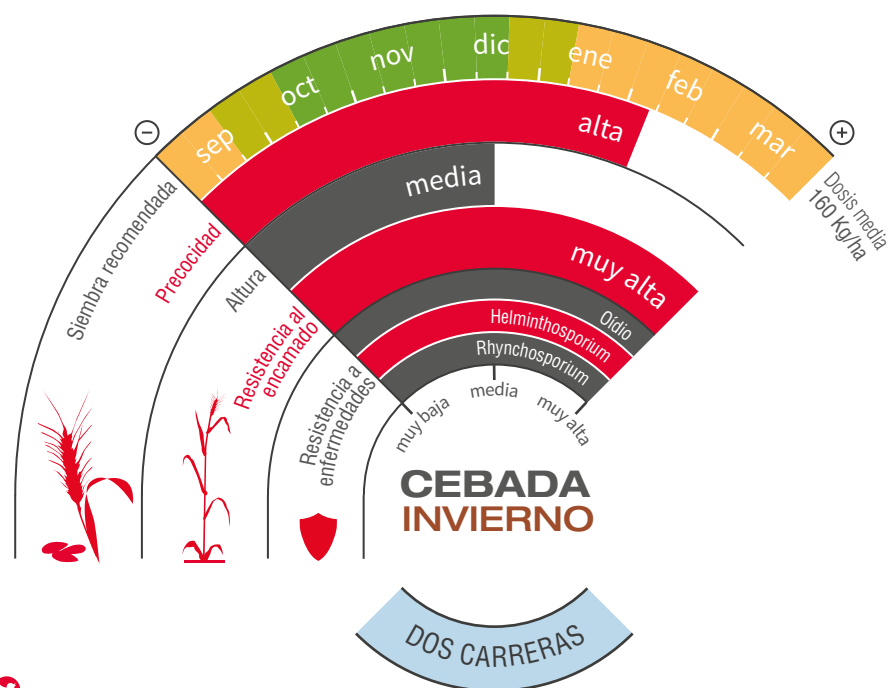 sep
oct
nov
dic
ene
feb
mar
−
+
Dosis media
160 Kg/ha
Siembra recomendada
Precocidad
alta
Altura
media
Resistencia al
encamado
muy alta
Resistencia a
enfermedades
Oídio
Helminthosporium
Rhynchosporium
muy baja
media
muy alta
CEBADA
INVIERNO
DOS CARRERAS